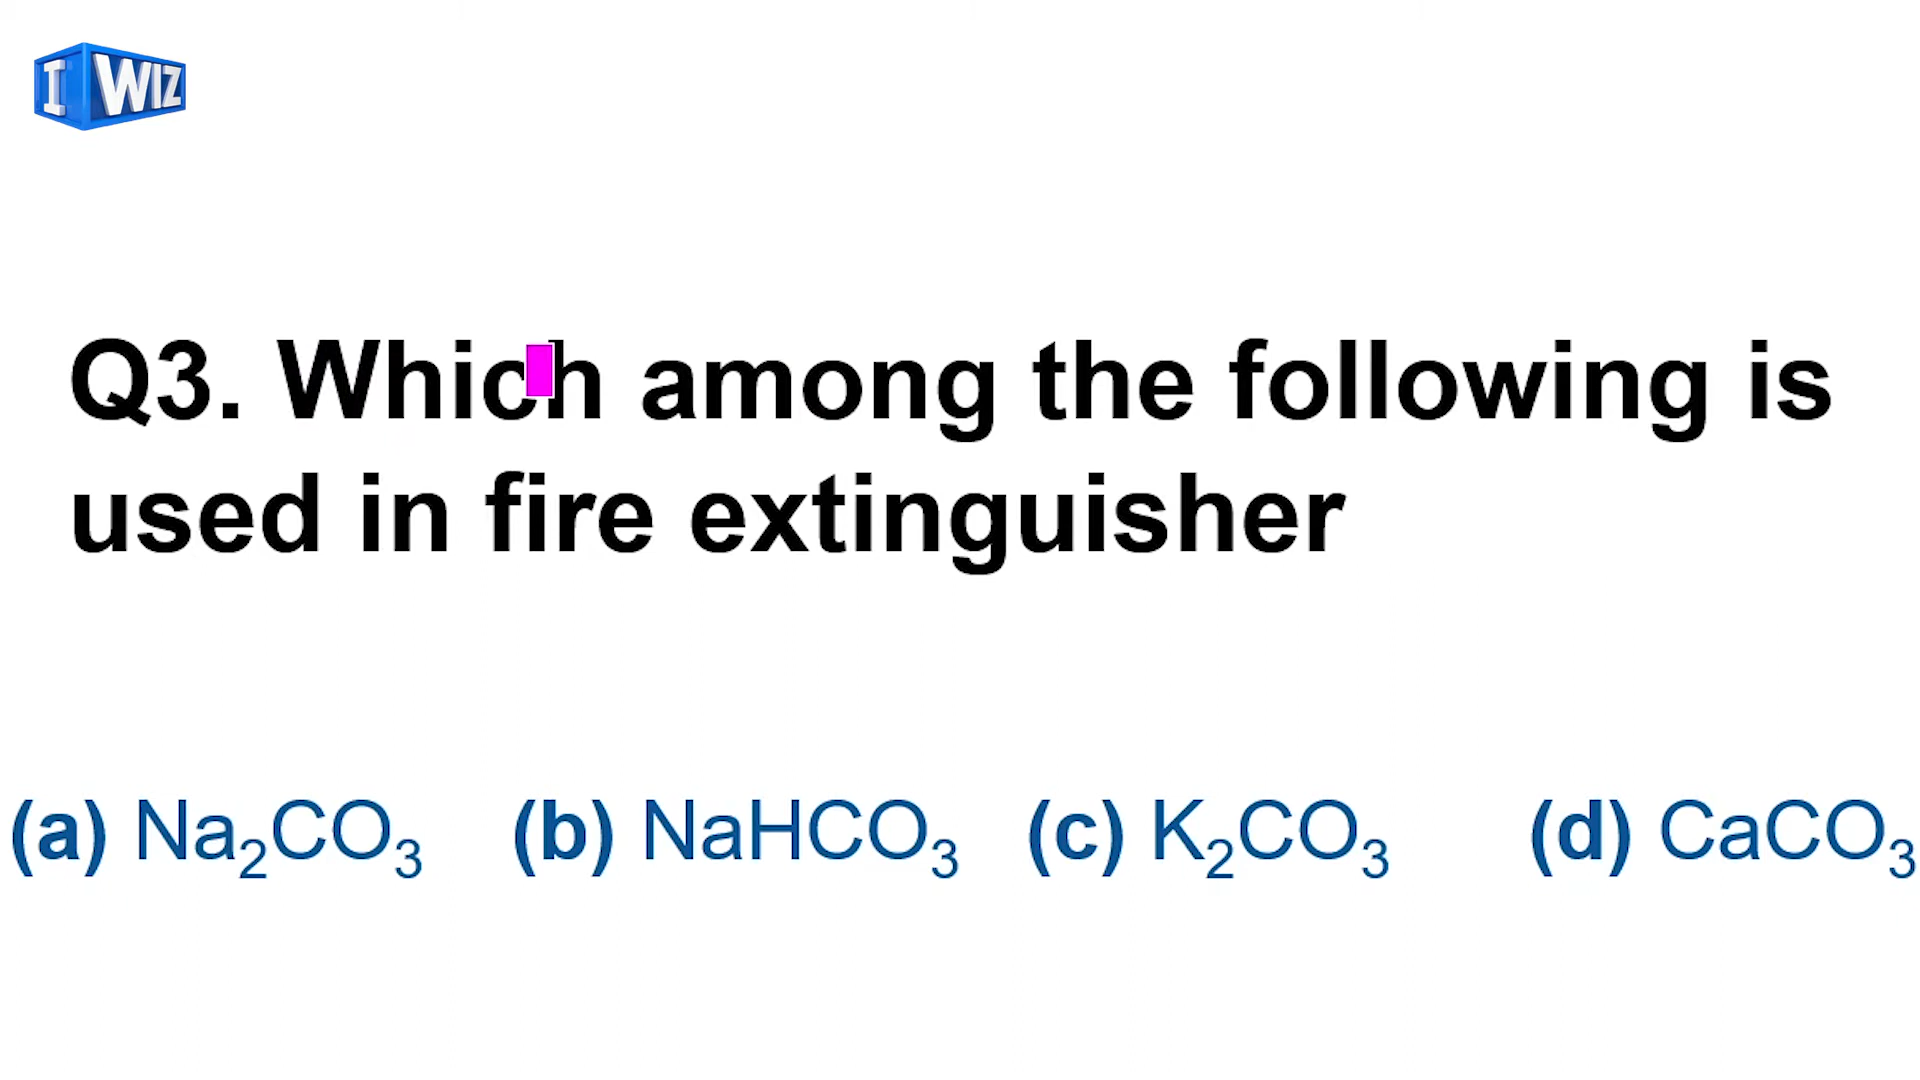 I WIZ
Q3. Which among the following is
used in fire extinguisher
(a) Na₂CO₃ (b) NaHCO₃ (c) K₂CO₃ (d) CaCO₃